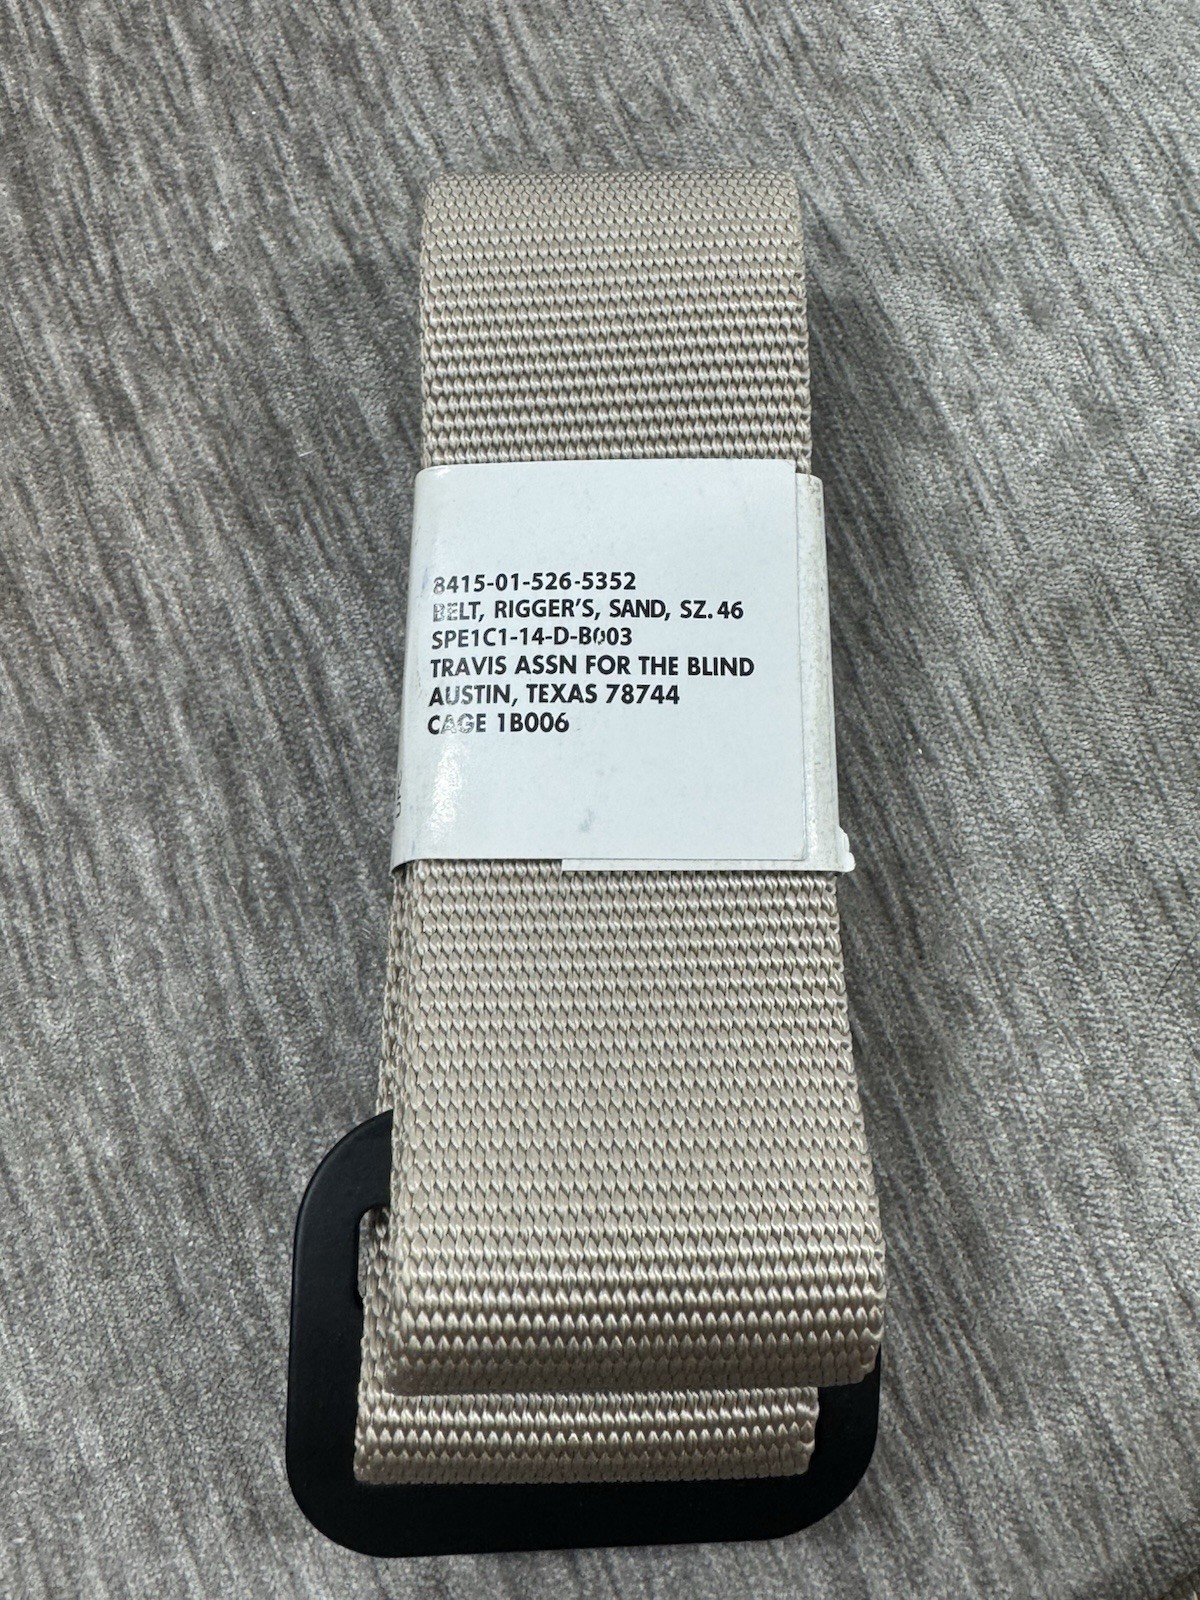 8415-01-526-5352
BELT, RIGGER'S, SAND, SZ. 46
SPE1C1-14-D-B003
TRAVIS ASSN FOR THE BLIND
AUSTIN, TEXAS 78744
CAGE 1B006